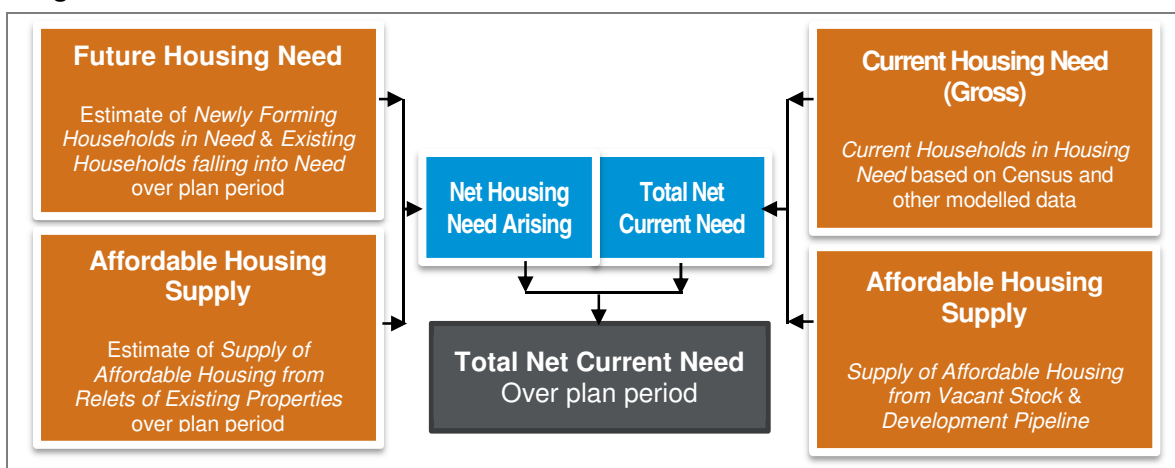 Future Housing Need
Estimate of Newly Forming
Households in Need & Existing
Households falling into Need
over plan period
Affordable Housing
Supply
Estimate of Supply of
Affordable Housing from
Relets of Existing Properties
over plan period
Net Housing
Need Arising
Total Net
Current Need
Total Net Current Need
Over plan period
Current Housing Need
(Gross)
Current Households in Housing
Need based on Census and
other modelled data
Affordable Housing
Supply
Supply of Affordable Housing
from Vacant Stock &
Development Pipeline